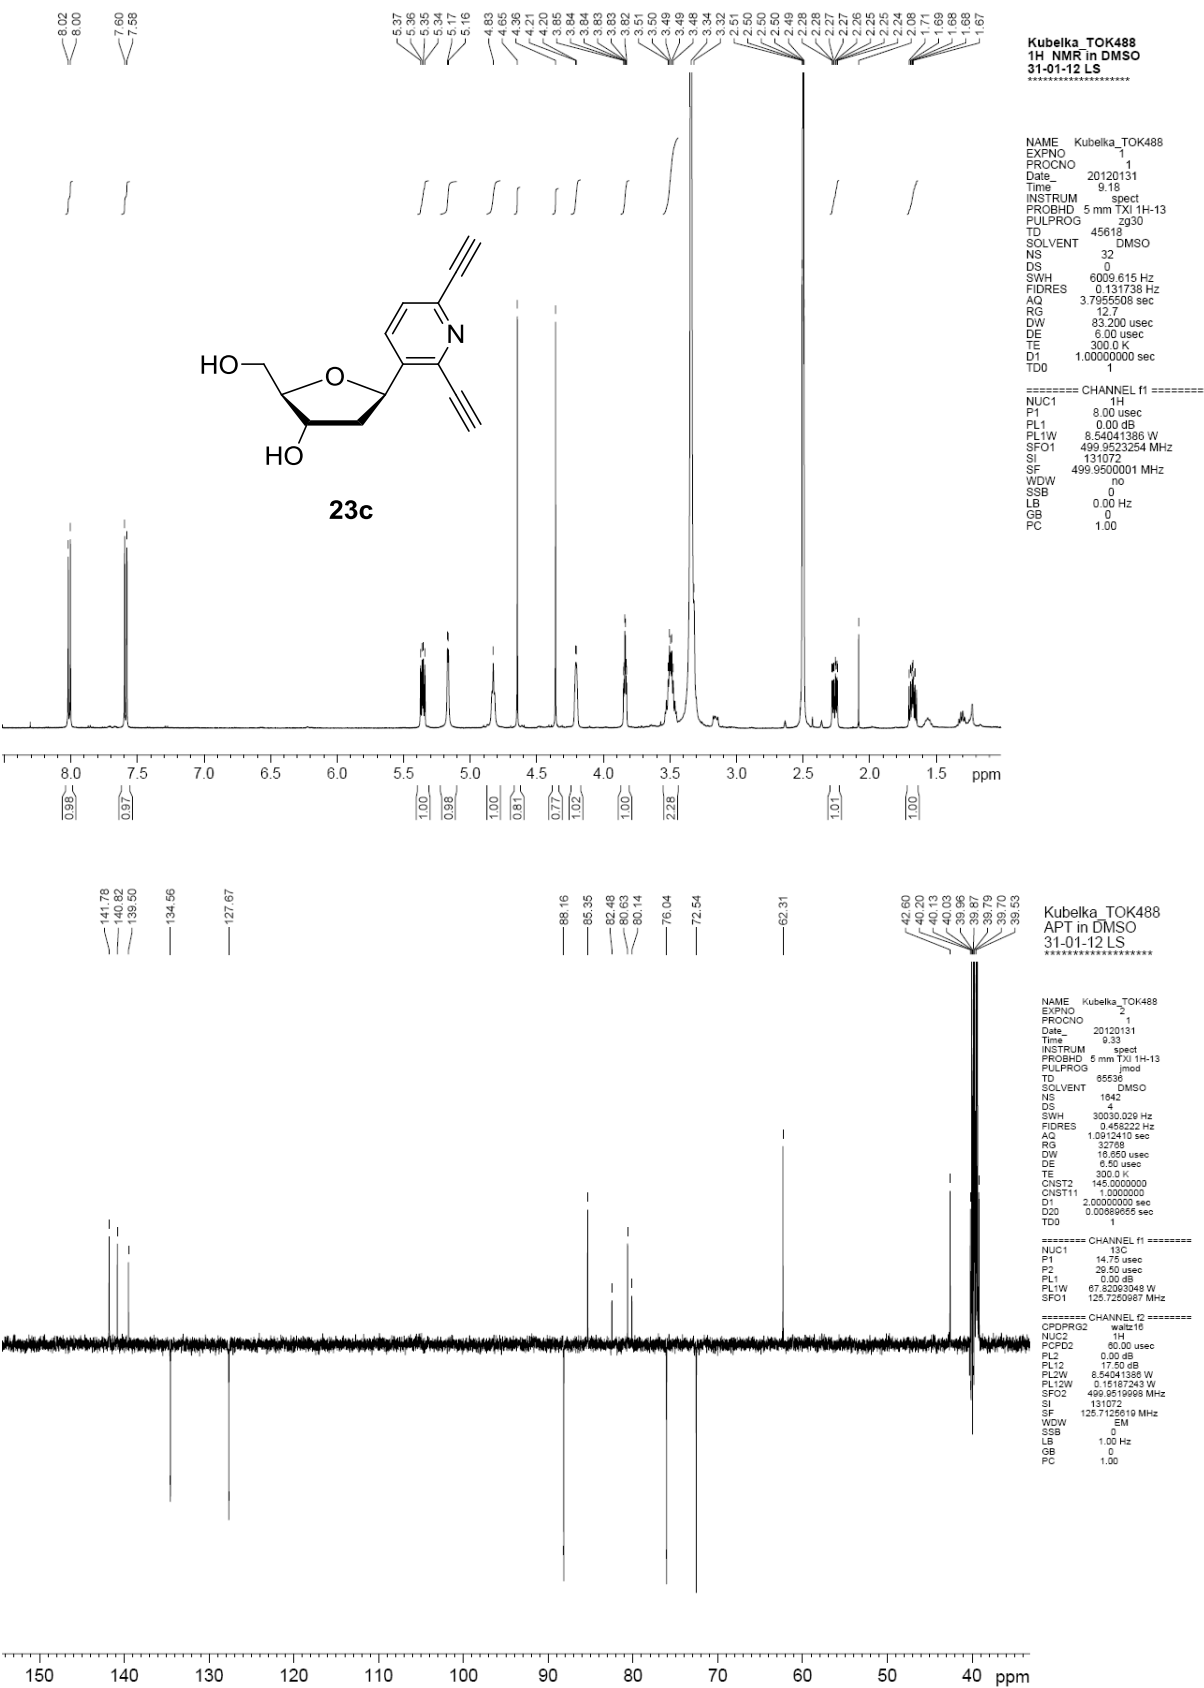 8.02
8.00
7.60
7.58
5.37
5.36
5.35
5.34
5.17
5.16
4.83
4.65
4.36
4.21
4.20
3.85
3.84
3.84
3.83
3.83
3.82
3.51
3.50
3.49
3.49
3.48
3.34
3.32
2.51
2.50
2.50
2.50
2.49
2.28
2.28
2.27
2.27
2.26
2.25
2.25
2.24
2.08
1.71
1.69
1.68
1.68
1.67
Kubelka_TOK488
1H NMR in DMSO
31-01-12 LS
********************
NAME Kubelka_TOK488
EXPNO 1
PROCNO 1
Date_ 20120131
Time 9.18
INSTRUM spect
PROBHD 5 mm TXI 1H-13
PULPROG zg30
TD 45618
SOLVENT DMSO
NS 32
DS 0
SWH 6009.615 Hz
FIDRES 0.131738 Hz
AQ 3.7955508 sec
RG 12.7
DW 83.200 usec
DE 6.00 usec
TE 300.0 K
D1 1.00000000 sec
TD0 1
======== CHANNEL f1 ========
NUC1 1H
P1 8.00 usec
PL1 0.00 dB
PL1W 8.54041386 W
SFO1 499.9523254 MHz
SI 131072
SF 499.9500001 MHz
WDW no
SSB 0
LB 0.00 Hz
GB 0
PC 1.00
N
HO
O
HO
23c
8.0 7.5 7.0 6.5 6.0 5.5 5.0 4.5 4.0 3.5 3.0 2.5 2.0 1.5 ppm
0.98 0.97 1.00 0.98 1.00 0.81 0.77 1.02 1.00 2.28 1.01 1.00
141.78
140.82
139.50
134.56
127.67
88.16
85.35
82.48
80.63
80.14
76.04
72.54
62.31
42.60
40.20
40.13
40.03
39.96
39.87
39.79
39.70
39.53
Kubelka_TOK488
APT in DMSO
31-01-12 LS
********************
NAME Kubelka_TOK488
EXPNO 2
PROCNO 1
Date_ 20120131
Time 9.33
INSTRUM spect
PROBHD 5 mm TXI 1H-13
PULPROG jmod
TD 65536
SOLVENT DMSO
NS 1642
DS 4
SWH 30030.029 Hz
FIDRES 0.458222 Hz
AQ 1.0912410 sec
RG 32768
DW 16.650 usec
DE 6.50 usec
TE 300.0 K
CNST2 145.0000000
CNST11 1.0000000
D1 2.00000000 sec
D20 0.00689655 sec
TD0 1
======== CHANNEL f1 ========
NUC1 13C
P1 14.75 usec
P2 29.50 usec
PL1 0.00 dB
PL1W 67.82093048 W
SFO1 125.7250987 MHz
======== CHANNEL f2 ========
CPDPRG2 waltz16
NUC2 1H
PCPD2 60.00 usec
PL2 0.00 dB
PL12 17.50 dB
PL2W 8.54041386 W
PL12W 0.15187243 W
SFO2 499.9519998 MHz
SI 131072
SF 125.7125619 MHz
WDW EM
SSB 0
LB 1.00 Hz
GB 0
PC 1.00
150 140 130 120 110 100 90 80 70 60 50 40 ppm